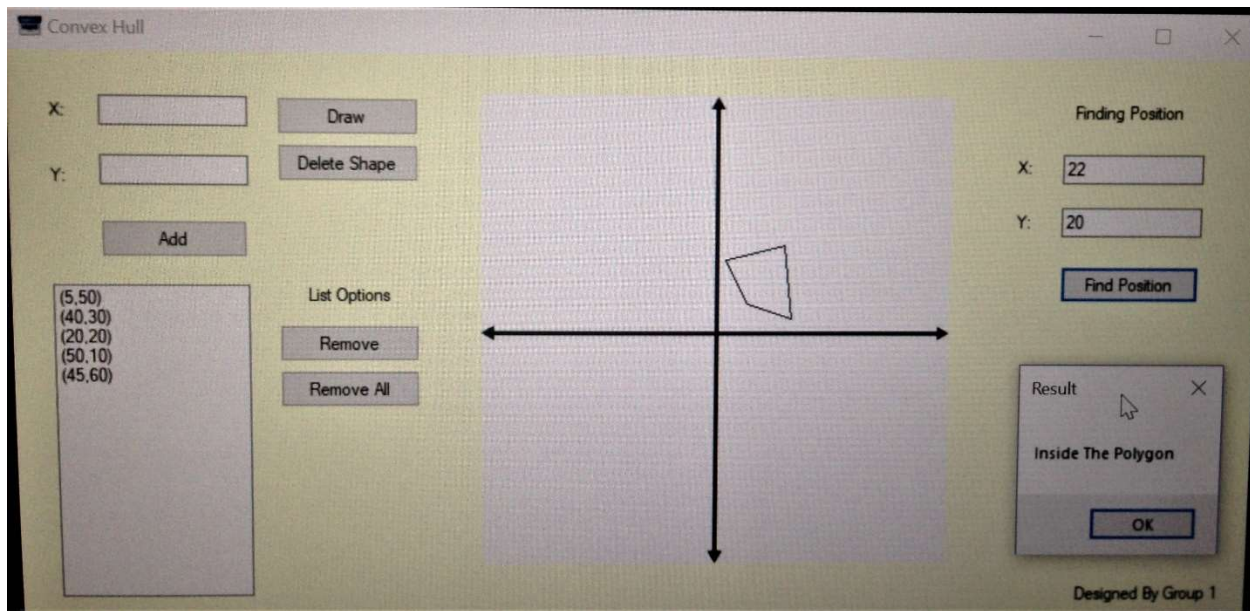 Convex Hull
X:
Draw
Delete Shape
Y:
Add
(5,50)
(40,30)
(20,20)
(50,10)
(45,60)
List Options
Remove
Remove All
Finding Position
X: 22
Y: 20
Find Position
Result
Inside The Polygon
OK
Designed By Group 1